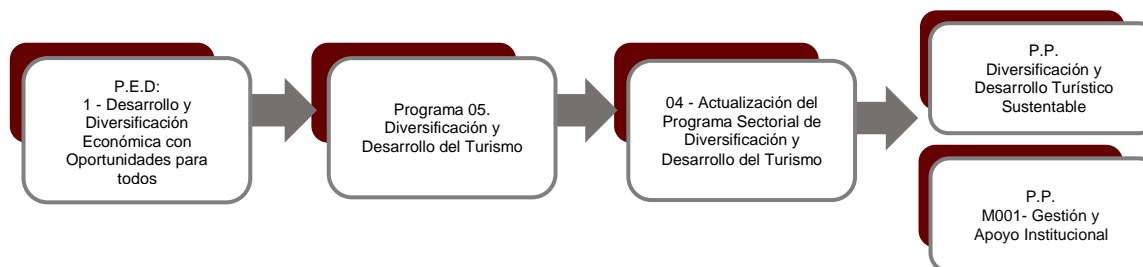 P.E.D:
1 - Desarrollo y
Diversificación
Económica con
Oportunidades para
todos
Programa 05.
Diversificación y
Desarrollo del Turismo
04 - Actualización del
Programa Sectorial de
Diversificación y
Desarrollo del Turismo
P.P.
Diversificación y
Desarrollo Turístico
Sustentable
P.P.
M001- Gestión y
Apoyo Institucional